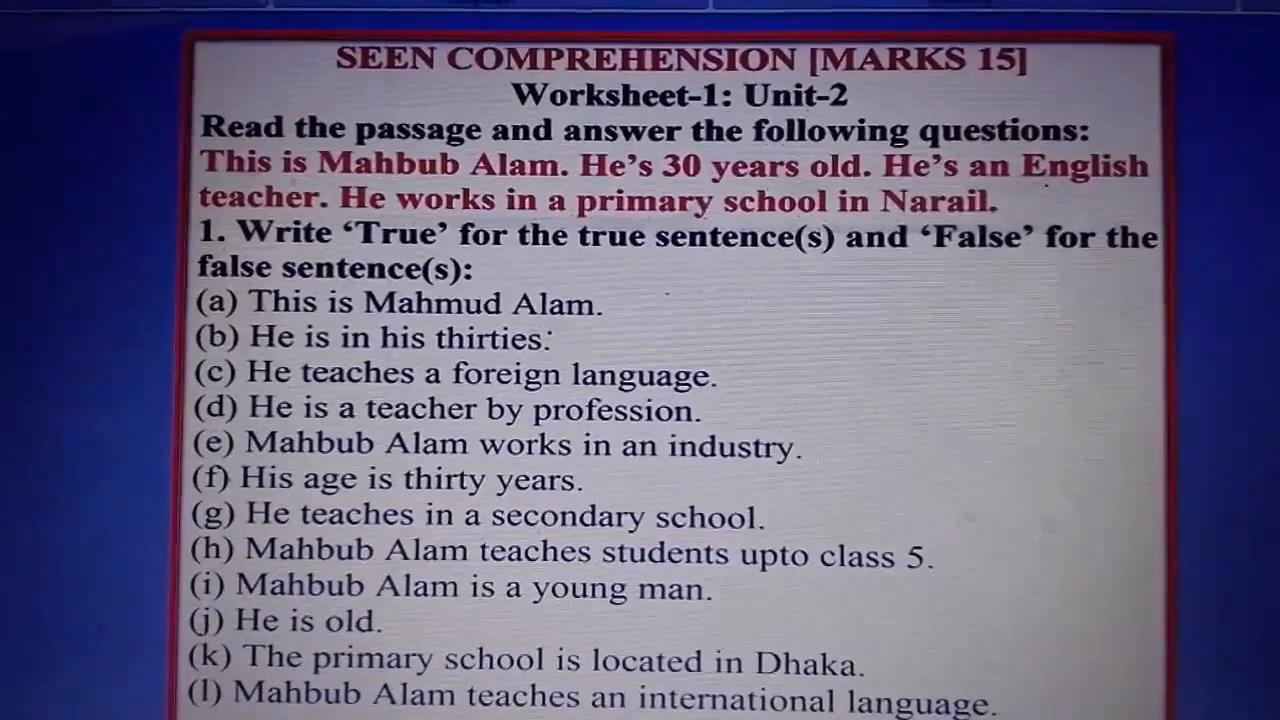 SEEN COMPREHENSION [MARKS 15]
Worksheet-1: Unit-2
Read the passage and answer the following questions:
This is Mahbub Alam. He’s 30 years old. He’s an English
teacher. He works in a primary school in Narail.
1. Write ‘True’ for the true sentence(s) and ‘False’ for the
false sentence(s):
(a) This is Mahmud Alam.
(b) He is in his thirties.
(c) He teaches a foreign language.
(d) He is a teacher by profession.
(e) Mahbub Alam works in an industry.
(f) His age is thirty years.
(g) He teaches in a secondary school.
(h) Mahbub Alam teaches students upto class 5.
(i) Mahbub Alam is a young man.
(j) He is old.
(k) The primary school is located in Dhaka.
(l) Mahbub Alam teaches an international language.